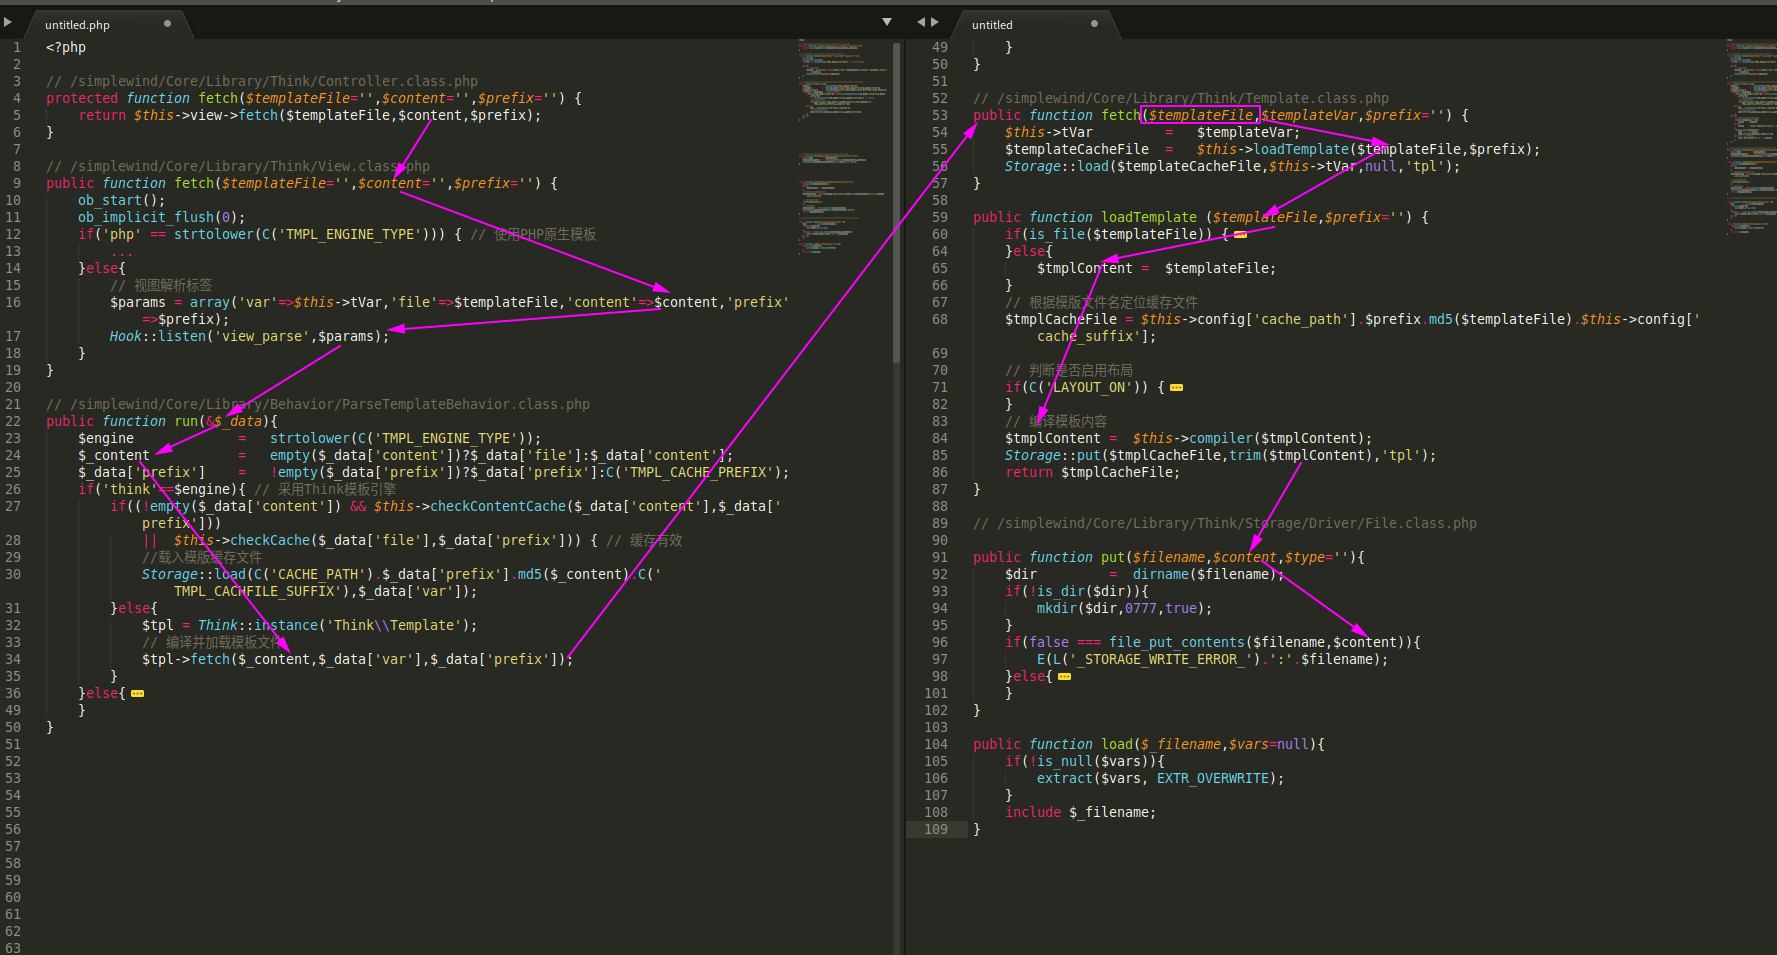 untitled.php
1 <?php
2
3 // /simplewind/Core/Library/Think/Controller.class.php
4 protected function fetch($templateFile='',$content='',$prefix='') {
5     return $this->view->fetch($templateFile,$content,$prefix);
6 }
7
8 // /simplewind/Core/Library/Think/View.class.php
9 public function fetch($templateFile='',$content='',$prefix='') {
10     ob_start();
11     ob_implicit_flush(0);
12     if('php' == strtolower(C('TMPL_ENGINE_TYPE'))) { // 使用PHP原生模板
13         ...
14     }else{
15         // 视图解析标签
16         $params = array('var'=>$this->tVar,'file'=>$templateFile,'content'=>$content,'prefix'
=>$prefix);
17         Hook::listen('view_parse',$params);
18     }
19 }
20
21 // /simplewind/Core/Library/Behavior/ParseTemplateBehavior.class.php
22 public function run(&$_data){
23     $engine             =   strtolower(C('TMPL_ENGINE_TYPE'));
24     $_content           =   empty($_data['content'])?$_data['file']:$_data['content'];
25     $_data['prefix']    =   !empty($_data['prefix'])?$_data['prefix']:C('TMPL_CACHE_PREFIX');
26     if('think'==$engine){ // 采用Think模板引擎
27         if((!empty($_data['content']) && $this->checkContentCache($_data['content'],$_data['
prefix']))
28             ||  $this->checkCache($_data['file'],$_data['prefix'])) { // 缓存有效
29             //载入模版缓存文件
30             Storage::load(C('CACHE_PATH').$_data['prefix'].md5($_content).C('
TMPL_CACHFILE_SUFFIX'),$_data['var']);
31         }else{
32             $tpl = Think::instance('Think\\Template');
33             // 编译并加载模板文件
34             $tpl->fetch($_content,$_data['var'],$_data['prefix']);
35         }
36     }else{
49     }
50 }
51
52
53
54
55
56
57
58
59
60
61
62
63
untitled
49     }
50 }
51
52 // /simplewind/Core/Library/Think/Template.class.php
53 public function fetch($templateFile,$templateVar,$prefix='') {
54     $this->tVar         =   $templateVar;
55     $templateCacheFile  =   $this->loadTemplate($templateFile,$prefix);
56     Storage::load($templateCacheFile,$this->tVar,null,'tpl');
57 }
58
59 public function loadTemplate ($templateFile,$prefix='') {
60     if(is_file($templateFile)) {
64     }else{
65         $tmplContent =  $templateFile;
66     }
67     // 根据模版文件名定位缓存文件
68     $tmplCacheFile = $this->config['cache_path'].$prefix.md5($templateFile).$this->config['
cache_suffix'];
69
70     // 判断是否启用布局
71     if(C('LAYOUT_ON')) {
82     }
83     // 编译模板内容
84     $tmplContent =  $this->compiler($tmplContent);
85     Storage::put($tmplCacheFile,trim($tmplContent),'tpl');
86     return $tmplCacheFile;
87 }
88
89 // /simplewind/Core/Library/Think/Storage/Driver/File.class.php
90
91 public function put($filename,$content,$type=''){
92     $dir         =  dirname($filename);
93     if(!is_dir($dir)){
94         mkdir($dir,0777,true);
95     }
96     if(false === file_put_contents($filename,$content)){
97         E(L('_STORAGE_WRITE_ERROR_').':'.$filename);
98     }else{
101     }
102 }
103
104 public function load($_filename,$vars=null){
105     if(!is_null($vars)){
106         extract($vars, EXTR_OVERWRITE);
107     }
108     include $_filename;
109 }